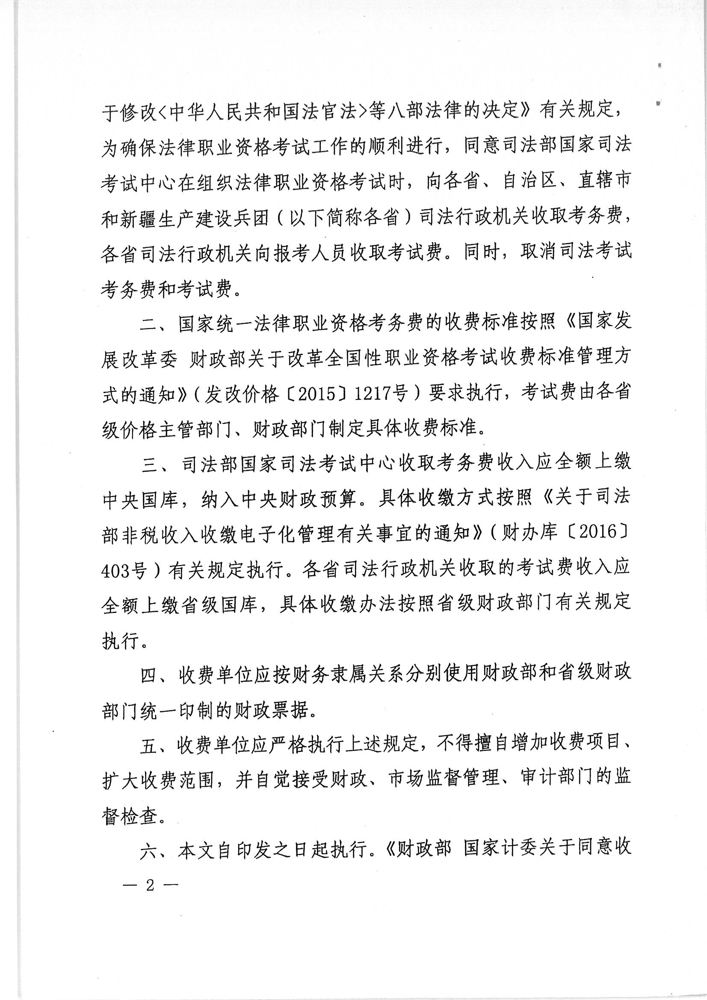 于修改<中华人民共和国法官法>等八部法律的决定》有关规定，
为确保法律职业资格考试工作的顺利进行，同意司法部国家司法
考试中心在组织法律职业资格考试时，向各省、自治区、直辖市
和新疆生产建设兵团（以下简称各省）司法行政机关收取考务费，
各省司法行政机关向报考人员收取考试费。同时，取消司法考试
考务费和考试费。
二、国家统一法律职业资格考务费的收费标准按照《国家发
展改革委 财政部关于改革全国性职业资格考试收费标准管理方
式的通知》（发改价格〔2015〕1217号）要求执行，考试费由各省
级价格主管部门、财政部门制定具体收费标准。
三、司法部国家司法考试中心收取考务费收入应全额上缴
中央国库，纳入中央财政预算。具体收缴方式按照《关于司法
部非税收入收缴电子化管理有关事宜的通知》（财办库〔2016〕
403号）有关规定执行。各省司法行政机关收取的考试费收入应
全额上缴省级国库，具体收缴办法按照省级财政部门有关规定
执行。
四、收费单位应按财务隶属关系分别使用财政部和省级财政
部门统一印制的财政票据。
五、收费单位应严格执行上述规定，不得擅自增加收费项目、
扩大收费范围，并自觉接受财政、市场监督管理、审计部门的监
督检查。
六、本文自印发之日起执行。《财政部 国家计委关于同意收
— 2 —